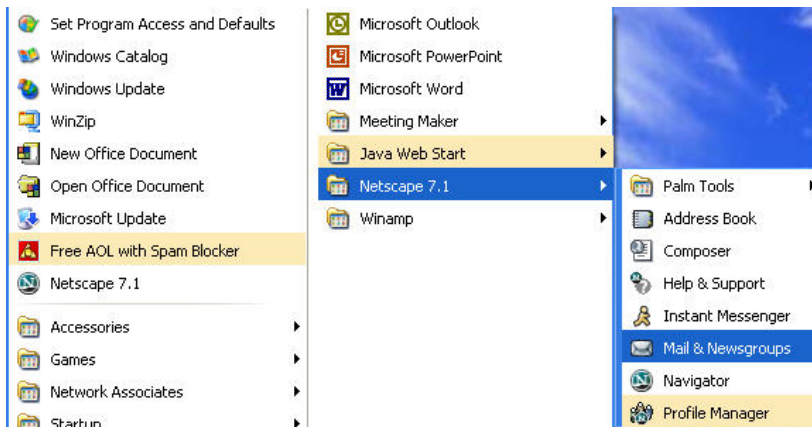 Set Program Access and Defaults
Windows Catalog
Windows Update
WinZip
New Office Document
Open Office Document
Microsoft Update
Free AOL with Spam Blocker
Netscape 7.1
Accessories
Games
Network Associates
Startup
Microsoft Outlook
Microsoft PowerPoint
Microsoft Word
Meeting Maker
Java Web Start
Netscape 7.1
Winamp
Palm Tools
Address Book
Composer
Help & Support
Instant Messenger
Mail & Newsgroups
Navigator
Profile Manager